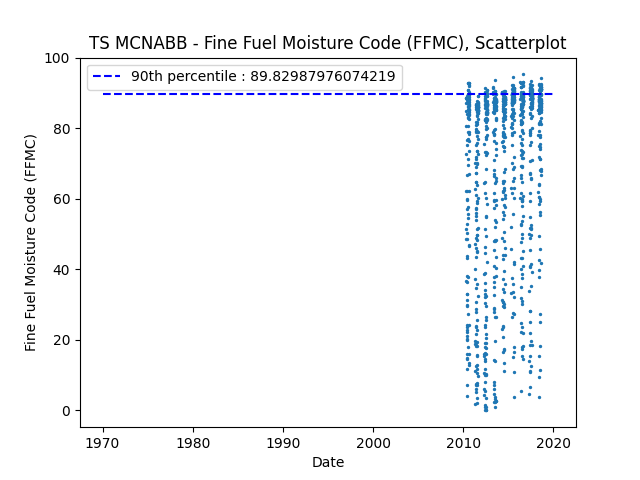 TS MCNABB - Fine Fuel Moisture Code (FFMC), Scatterplot
90th percentile : 89.82987976074219
Fine Fuel Moisture Code (FFMC)
100
80
60
40
20
0
1970 1980 1990 2000 2010 2020
Date